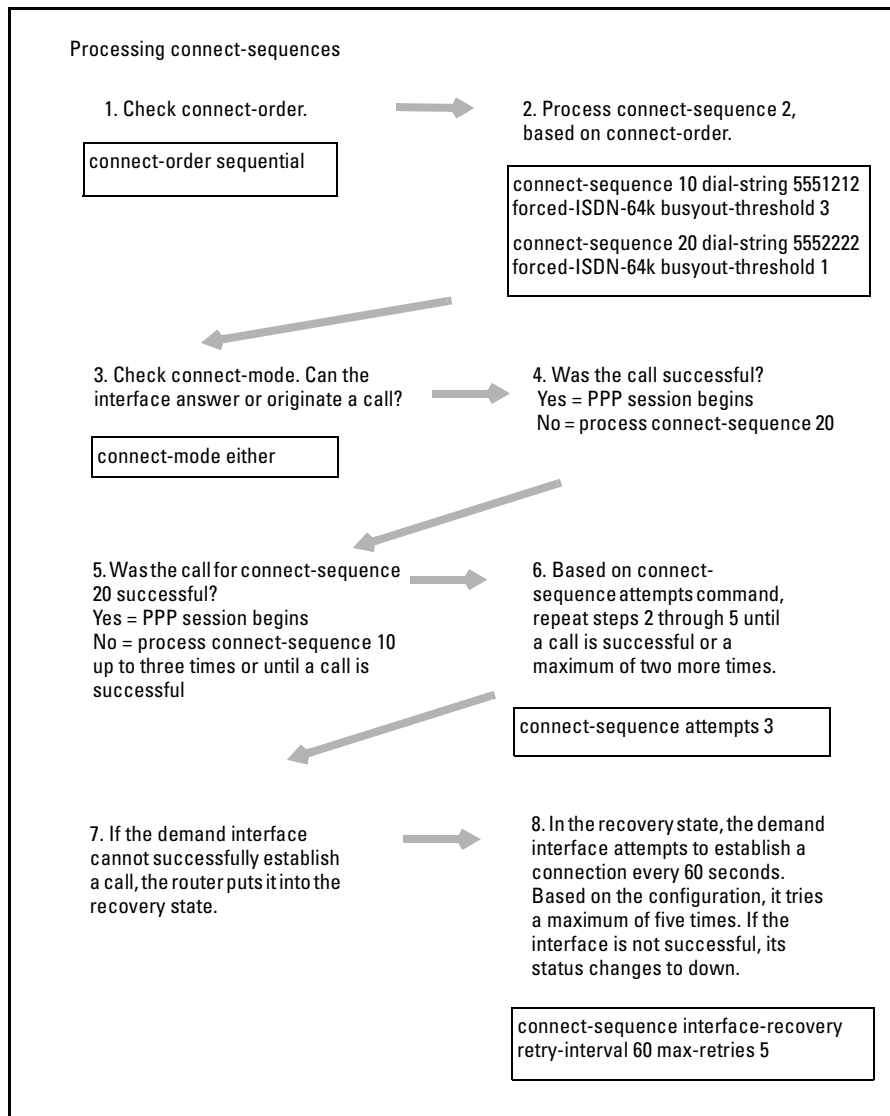 Processing connect-sequences
1. Check connect-order.
connect-order sequential
2. Process connect-sequence 2,
based on connect-order.
connect-sequence 10 dial-string 5551212
forced-ISDN-64k busyout-threshold 3
connect-sequence 20 dial-string 5552222
forced-ISDN-64k busyout-threshold 1
3. Check connect-mode. Can the
interface answer or originate a call?
connect-mode either
4. Was the call successful?
Yes = PPP session begins
No = process connect-sequence 20
5. Was the call for connect-sequence
20 successful?
Yes = PPP session begins
No = process connect-sequence 10
up to three times or until a call is
successful
6. Based on connect-
sequence attempts command,
repeat steps 2 through 5 until
a call is successful or a
maximum of two more times.
connect-sequence attempts 3
7. If the demand interface
cannot successfully establish
a call, the router puts it into the
recovery state.
8. In the recovery state, the demand
interface attempts to establish a
connection every 60 seconds.
Based on the configuration, it tries
a maximum of five times. If the
interface is not successful, its
status changes to down.
connect-sequence interface-recovery
retry-interval 60 max-retries 5